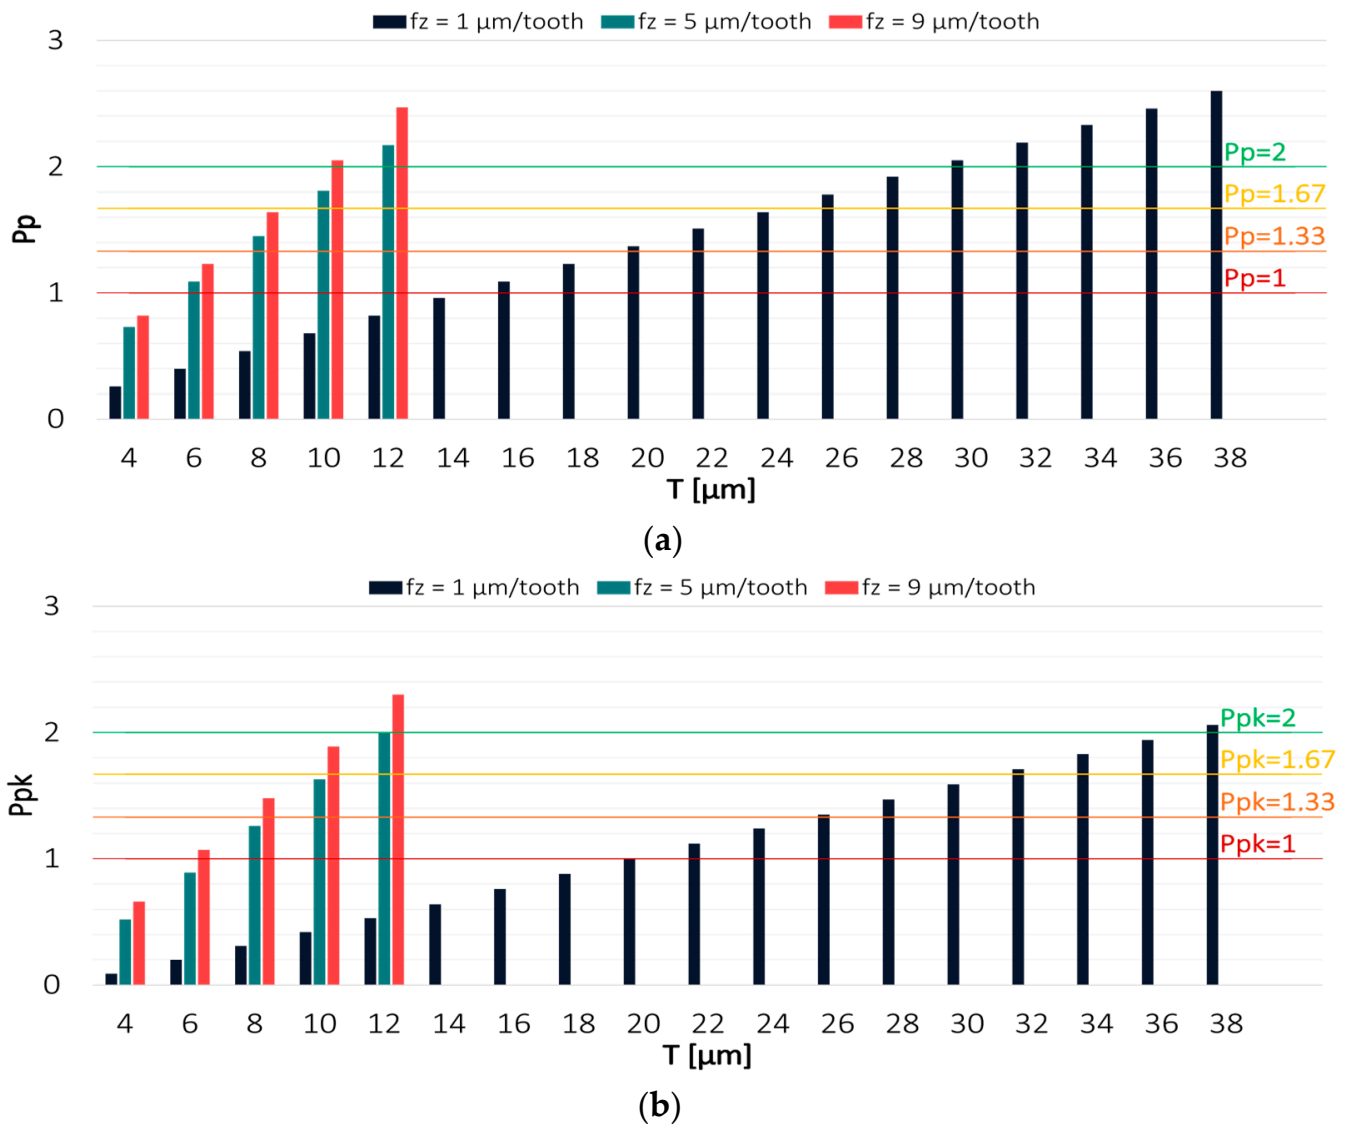 fz = 1 µm/tooth fz = 5 µm/tooth fz = 9 µm/tooth
3
2
1
0
Pp
Pp=2
Pp=1.67
Pp=1.33
Pp=1
4 6 8 10 12 14 16 18 20 22 24 26 28 30 32 34 36 38
T [µm]
(a)
fz = 1 µm/tooth fz = 5 µm/tooth fz = 9 µm/tooth
3
2
1
0
Ppk
Ppk=2
Ppk=1.67
Ppk=1.33
Ppk=1
4 6 8 10 12 14 16 18 20 22 24 26 28 30 32 34 36 38
T [µm]
(b)